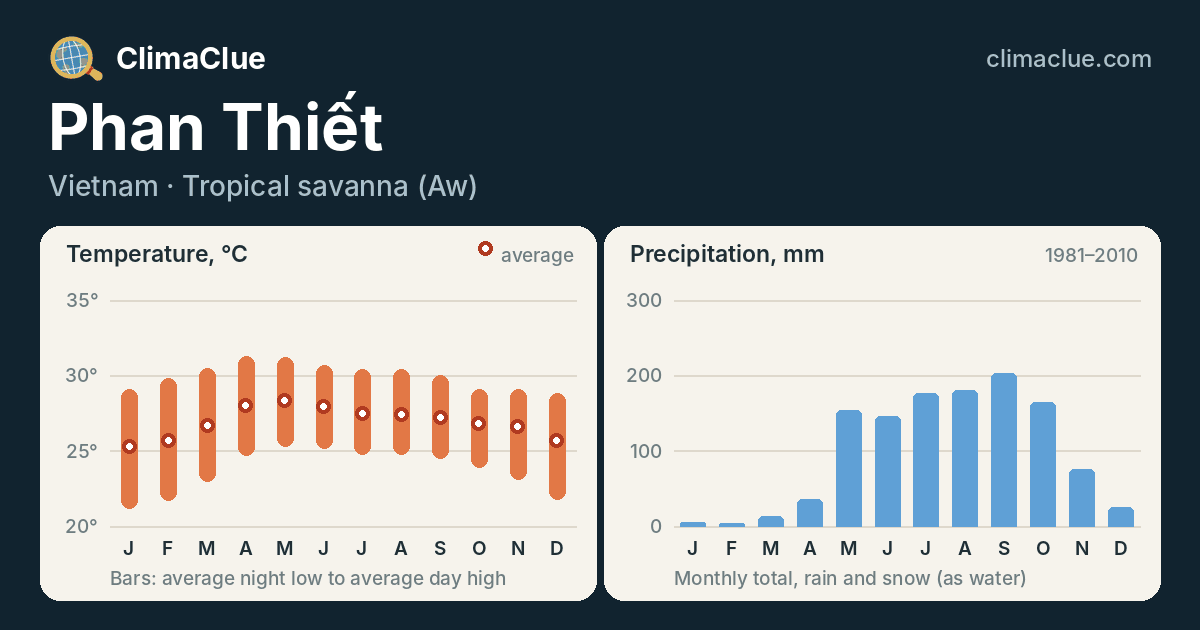 ClimaClue
climaclue.com
Phan Thiết
Vietnam · Tropical savanna (Aw)
Temperature, °C
average
35°
30°
25°
20°
J F M A M J J A S O N D
Bars: average night low to average day high
Precipitation, mm
1981–2010
300
200
100
0
J F M A M J J A S O N D
Monthly total, rain and snow (as water)